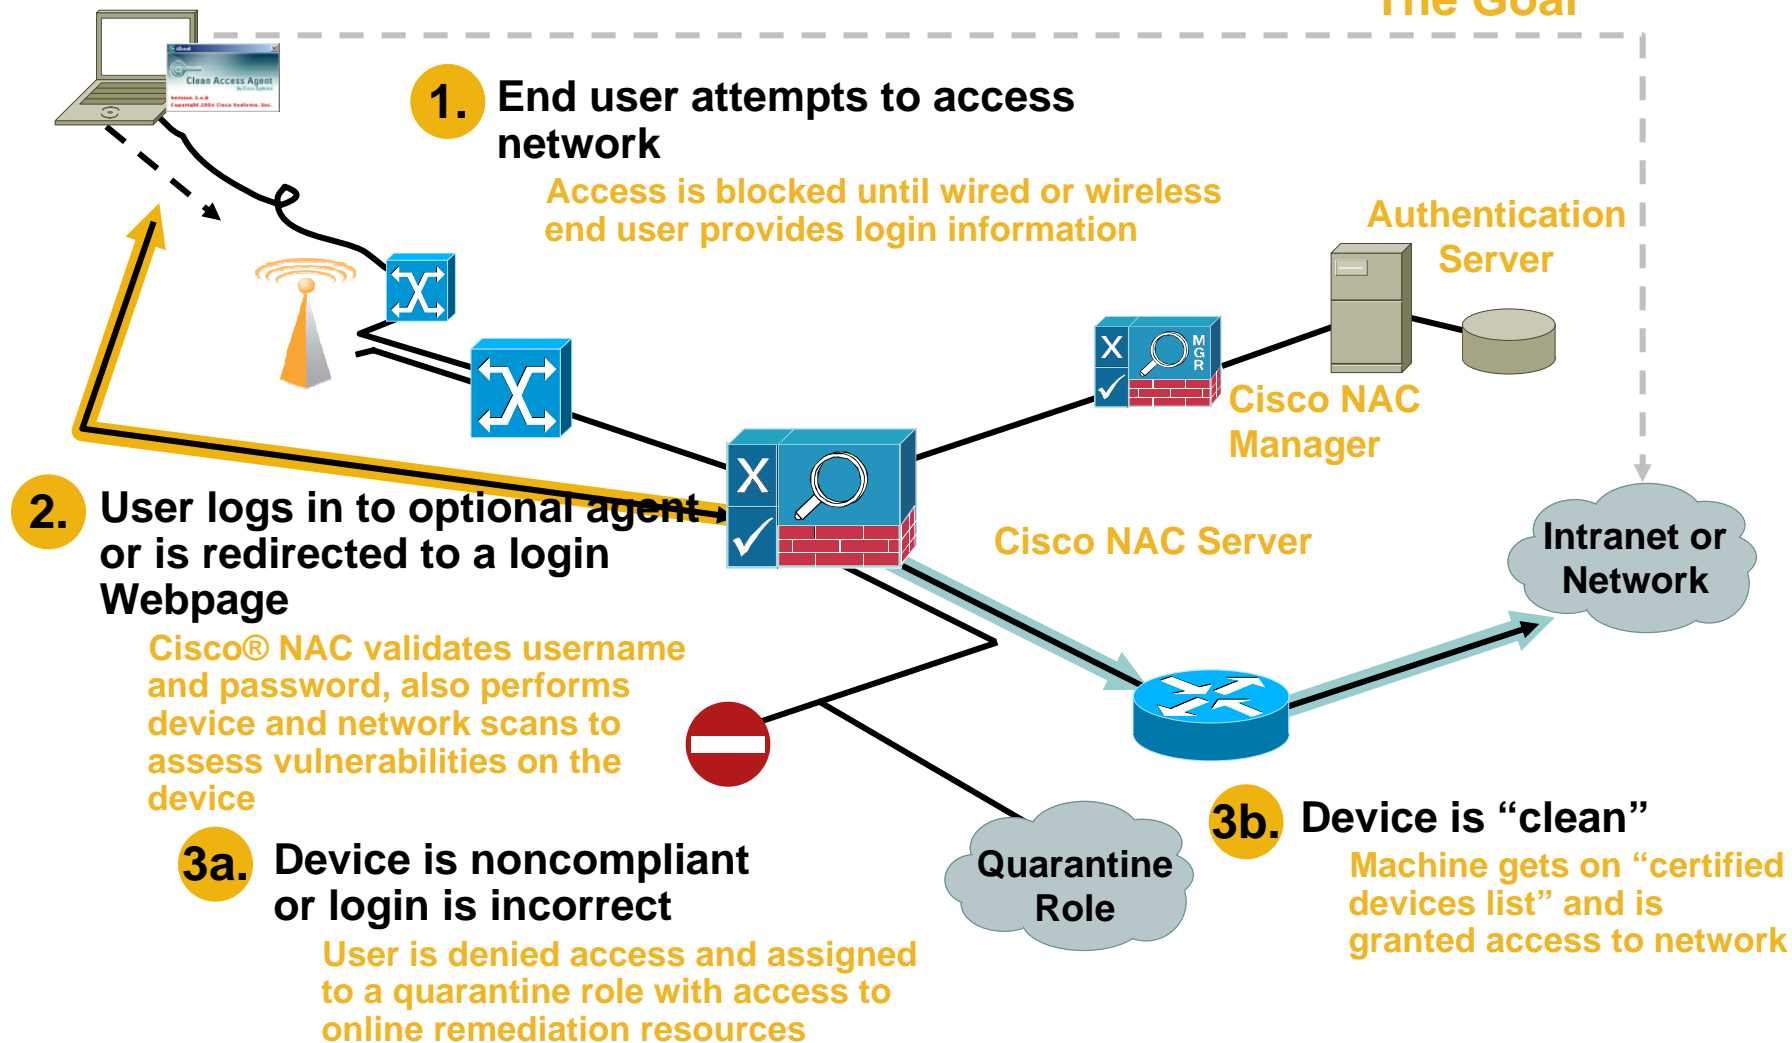 The Goal
Clean Access Agent
by Cisco Systems
1. End user attempts to access
network
Access is blocked until wired or wireless
end user provides login information
Authentication
Server
M
G
R
Cisco NAC
Manager
2. User logs in to optional agent
or is redirected to a login
Webpage
Cisco NAC Server
Intranet or
Network
Cisco® NAC validates username
and password, also performs
device and network scans to
assess vulnerabilities on the
device
3a. Device is noncompliant
or login is incorrect
User is denied access and assigned
to a quarantine role with access to
online remediation resources
Quarantine
Role
3b. Device is “clean”
Machine gets on “certified
devices list” and is
granted access to network